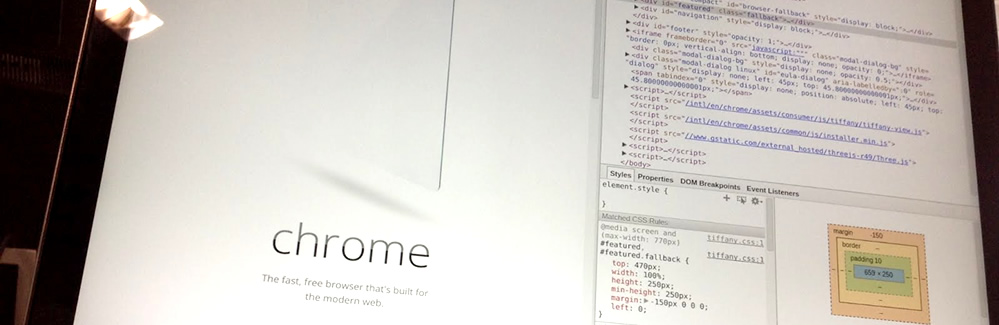 chrome
The fast, free browser that's built for
the modern web.
compact" id="browser-fallback" style="display: block;">…</div>
<div id="featured" class="fallback">…</div>
<div id="navigation" style="display: block;">…</div>
</div>
<div id="footer" style="opacity: 1;">…</div>
<iframe frameborder="0" src="javascript:""" class="modal-dialog-bg" style=
"border: 0px; vertical-align: bottom; display: none; opacity: 0;">…</iframe>
<div class="modal-dialog-bg" style="display: none; opacity: 0.5;"></div>
<div class="modal-dialog linux" id="eula-dialog" aria-labelledby=":0" role=
"dialog" style="display: none; left: 45px; top: 45.80000000000001px;">…</div>
<span tabindex="0" style="display: none; position: absolute; left: 45px; top:
45.80000000000001px;"></span>
<script>…</script>
<script src="/intl/en/chrome/assets/consumer/js/tiffany/tiffany-view.js">
</script>
<script src="/intl/en/chrome/assets/common/js/installer.min.js">
</script>
<script src="//www.gstatic.com/external_hosted/threejs-r49/Three.js">
</script>
<script>…</script>
<script>…</script>
</body>
Styles Properties DOM Breakpoints Event Listeners
element.style {
}
Matched CSS Rules
@media screen and tiffany.css:1
(max-width: 770px)
#featured, tiffany.css:1
#featured.fallback {
top: 470px;
width: 100%;
height: 250px;
min-height: 250px;
margin: -150px 0 0 0;
left: 0;
}
margin -150
border –
padding 10
659 × 250